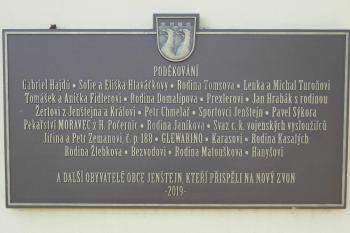 PODĚKOVÁNÍ
Gabriel Hajdú • Sofie a Eliška Hlaváčkovy • Rodina Tomsova • Lenka a Michal Turoňovi
Tomášek a Anička Fidlerovi • Rodina Domalípova • Prexlerovi • Jan Hrabák s rodinou
Žertovi z Jenštejna a Královi • Petr Chmelař • Sportovci Jenštejn • Pavel Sýkora
Pekařství MORAVEC z H. Počernic • Rodina Janíkova • Svaz c. k. vojenských vysloužilců
Jiřina a Petr Zemanovi, č. p. 188 • GLEWARINO • Karasovi • Rodina Kasalých
Rodina Žlebkova • Bezvodovi • Rodina Matouškova • Hanyšovi
A DALŠÍ OBYVATELÉ OBCE JENŠTEJN, KTEŘÍ PŘISPĚLI NA NOVÝ ZVON
-2019-